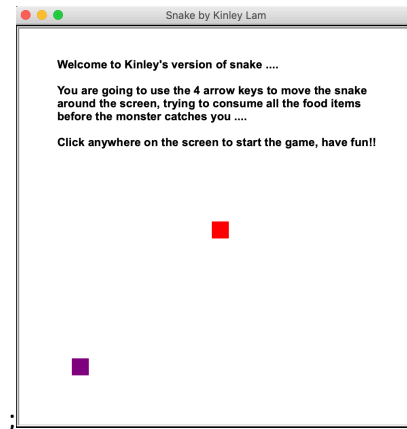 Snake by Kinley Lam
Welcome to Kinley's version of snake ....
You are going to use the 4 arrow keys to move the snake
around the screen, trying to consume all the food items
before the monster catches you ....
Click anywhere on the screen to start the game, have fun!!
;